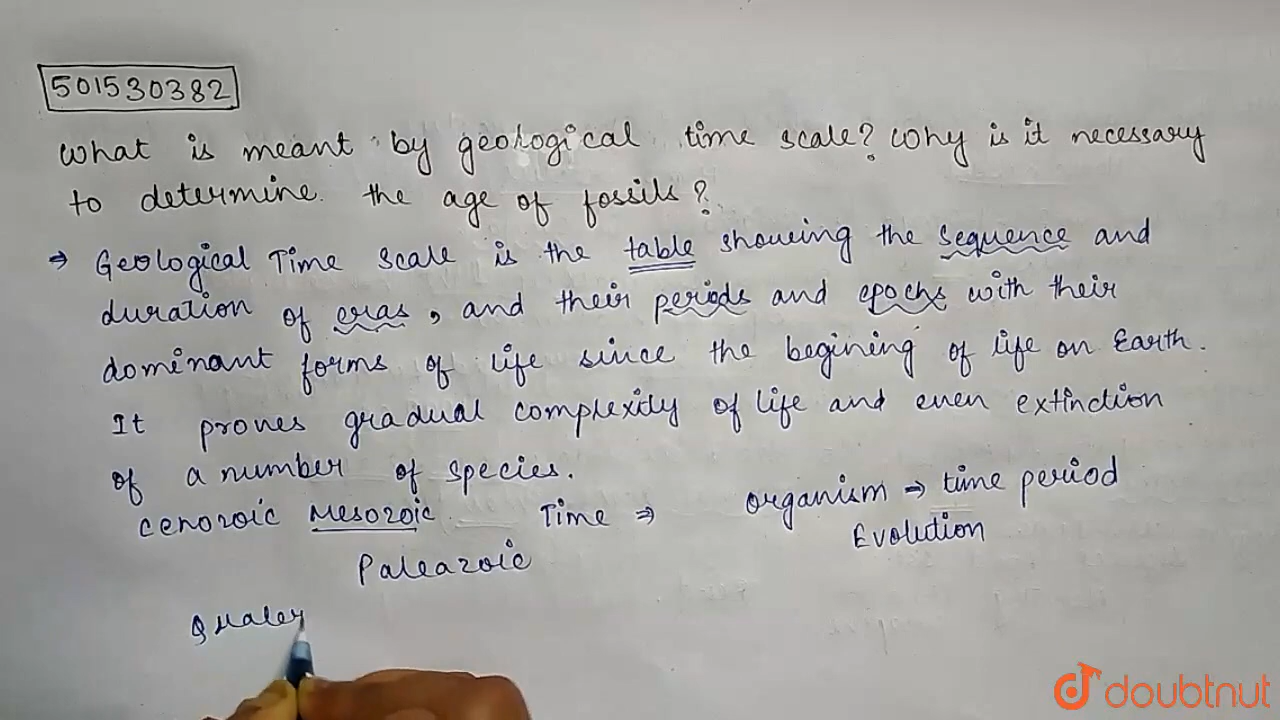 501530382
What is meant by geological time scale? Why is it necessary
to determine the age of fossils?
⇒ Geological Time scale is the table showing the sequence and
duration of eras, and their periods and epochs with their
dominant forms of life since the begining of life on Earth.
It proves gradual complexity of life and even extinction
of a number of species.
Cenozoic Mesozoic Time ⇒ organism ⇒ time period
Evolution
Paleazoic
Quater
doubtnut